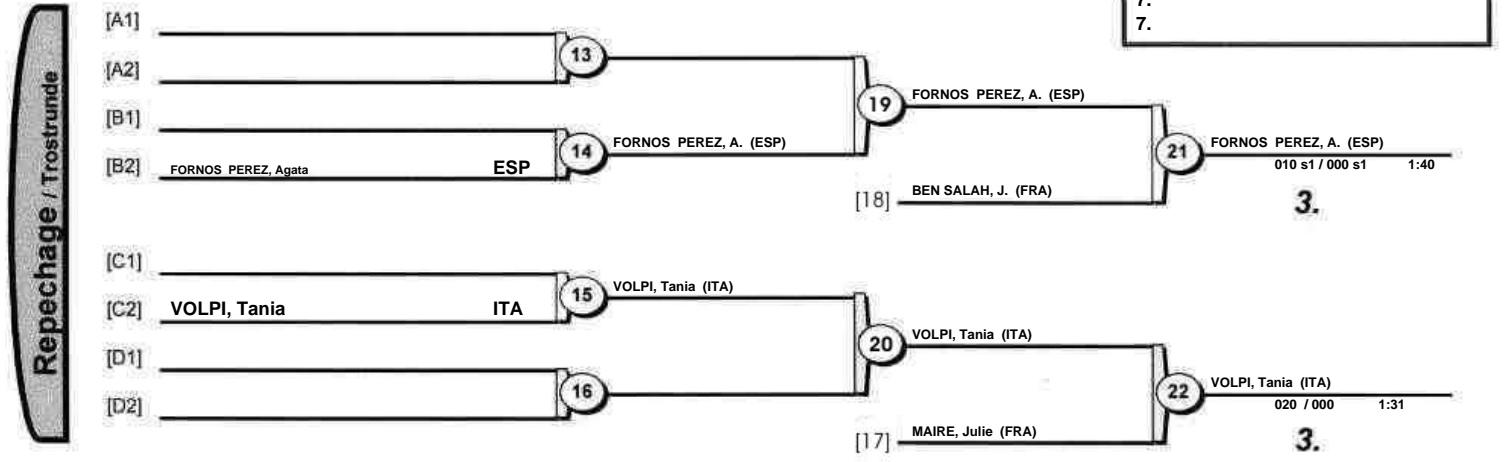 7.
7.
Repechage / Trostrunde
[A1]
[A2]
13
[B1]
[B2] FORNOS PEREZ, Agata ESP
14
FORNOS PEREZ, A. (ESP)
19
FORNOS PEREZ, A. (ESP)
[18] BEN SALAH, J. (FRA)
21
FORNOS PEREZ, A. (ESP)
010 s1 / 000 s1 1:40
3.
[C1]
[C2] VOLPI, Tania ITA
15
VOLPI, Tania (ITA)
[D1]
[D2]
16
20
VOLPI, Tania (ITA)
[17] MAIRE, Julie (FRA)
22
VOLPI, Tania (ITA)
020 / 000 1:31
3.